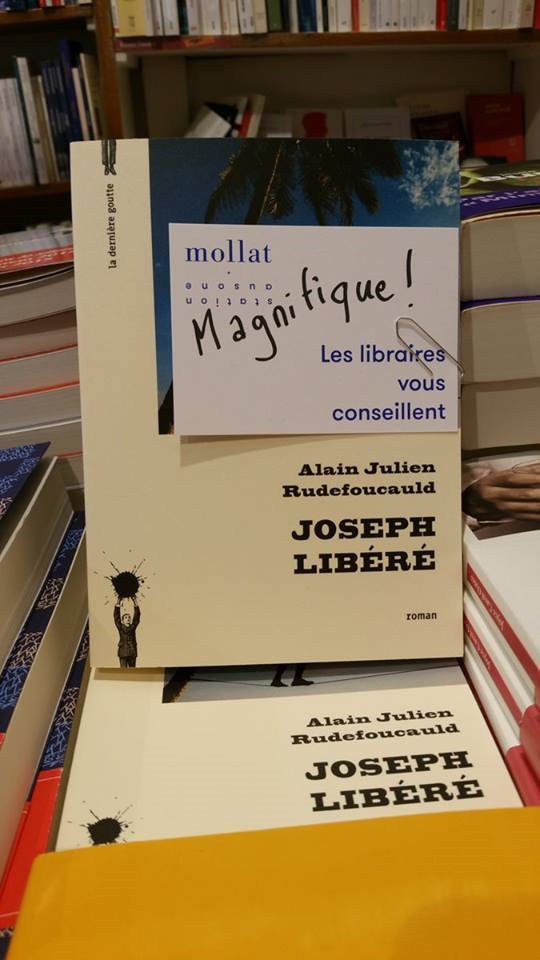 la dernière goutte
mollat
station
ausone
Magnifique!
Les libraires
vous
conseillent
Alain Julien
Rudefoucauld
JOSEPH
LIBÉRÉ
roman
Alain Julien
Rudefoucauld
JOSEPH
LIBÉRÉ